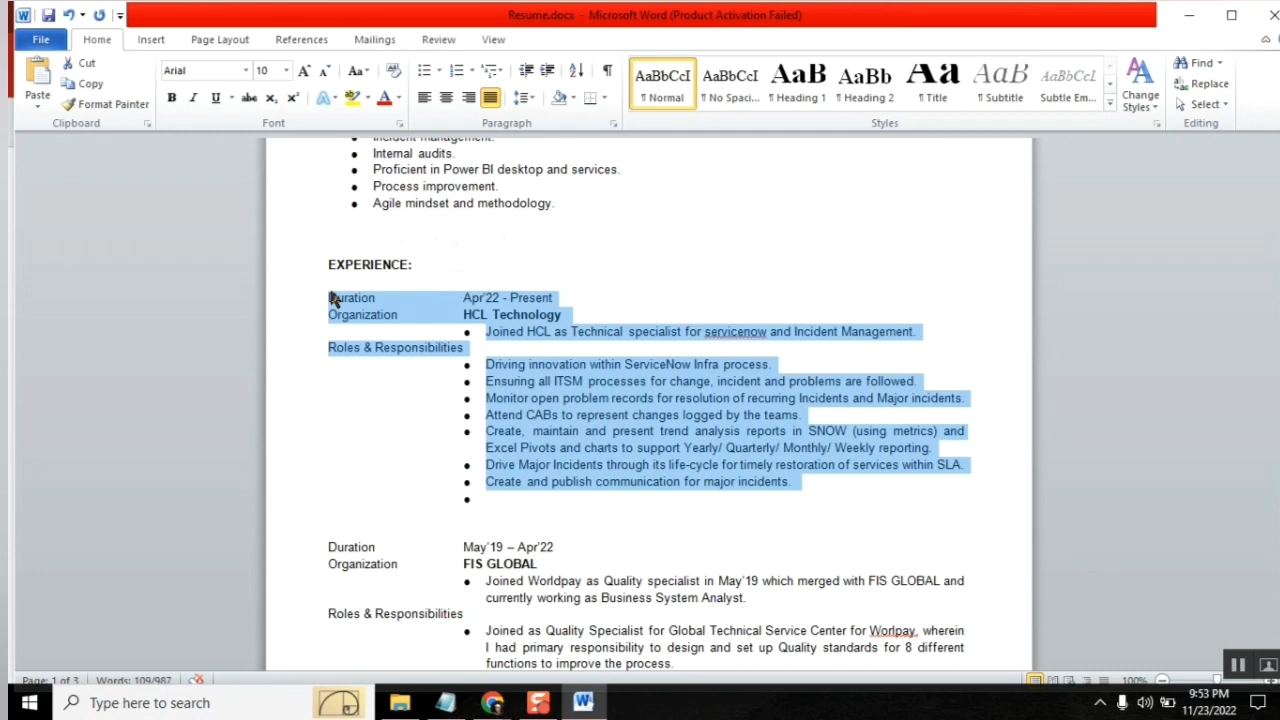 Resume.docx - Microsoft Word (Product Activation Failed)
File Home Insert Page Layout References Mailings Review View
Cut
Copy
Format Painter
Paste
Arial 10
AaBbCcI AaBbCcI AaB AaBb Aa AaB AaBbCcI
¶ Normal ¶ No Spaci... ¶ Heading 1 ¶ Heading 2 ¶ Title ¶ Subtitle Subtle Em...
Change Styles
Find
Replace
Select
Clipboard Font Paragraph Styles Editing
● Incident management.
● Internal audits.
● Proficient in Power BI desktop and services.
● Process improvement.
● Agile mindset and methodology.
EXPERIENCE:
Duration Apr'22 - Present
Organization HCL Technology
● Joined HCL as Technical specialist for servicenow and Incident Management.
Roles & Responsibilities
● Driving innovation within ServiceNow Infra process.
● Ensuring all ITSM processes for change, incident and problems are followed.
● Monitor open problem records for resolution of recurring Incidents and Major incidents.
● Attend CABs to represent changes logged by the teams.
● Create, maintain and present trend analysis reports in SNOW (using metrics) and
Excel Pivots and charts to support Yearly/ Quarterly/ Monthly/ Weekly reporting.
● Drive Major Incidents through its life-cycle for timely restoration of services within SLA.
● Create and publish communication for major incidents.
●
Duration May'19 – Apr'22
Organization FIS GLOBAL
● Joined Worldpay as Quality specialist in May'19 which merged with FIS GLOBAL and
currently working as Business System Analyst.
Roles & Responsibilities
● Joined as Quality Specialist for Global Technical Service Center for Worlpay, wherein
I had primary responsibility to design and set up Quality standards for 8 different
functions to improve the process.
Page: 1 of 3 Words: 109/987 100%
Type here to search
9:53 PM
11/23/2022